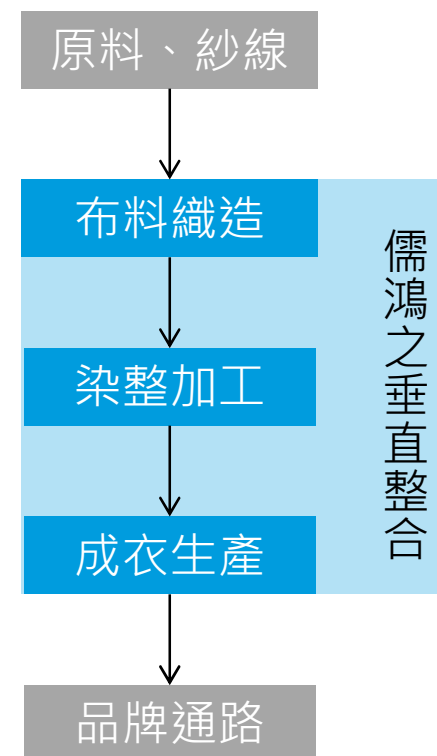 原料、紗線
布料織造
染整加工
成衣生產
儒鴻之垂直整合
品牌通路